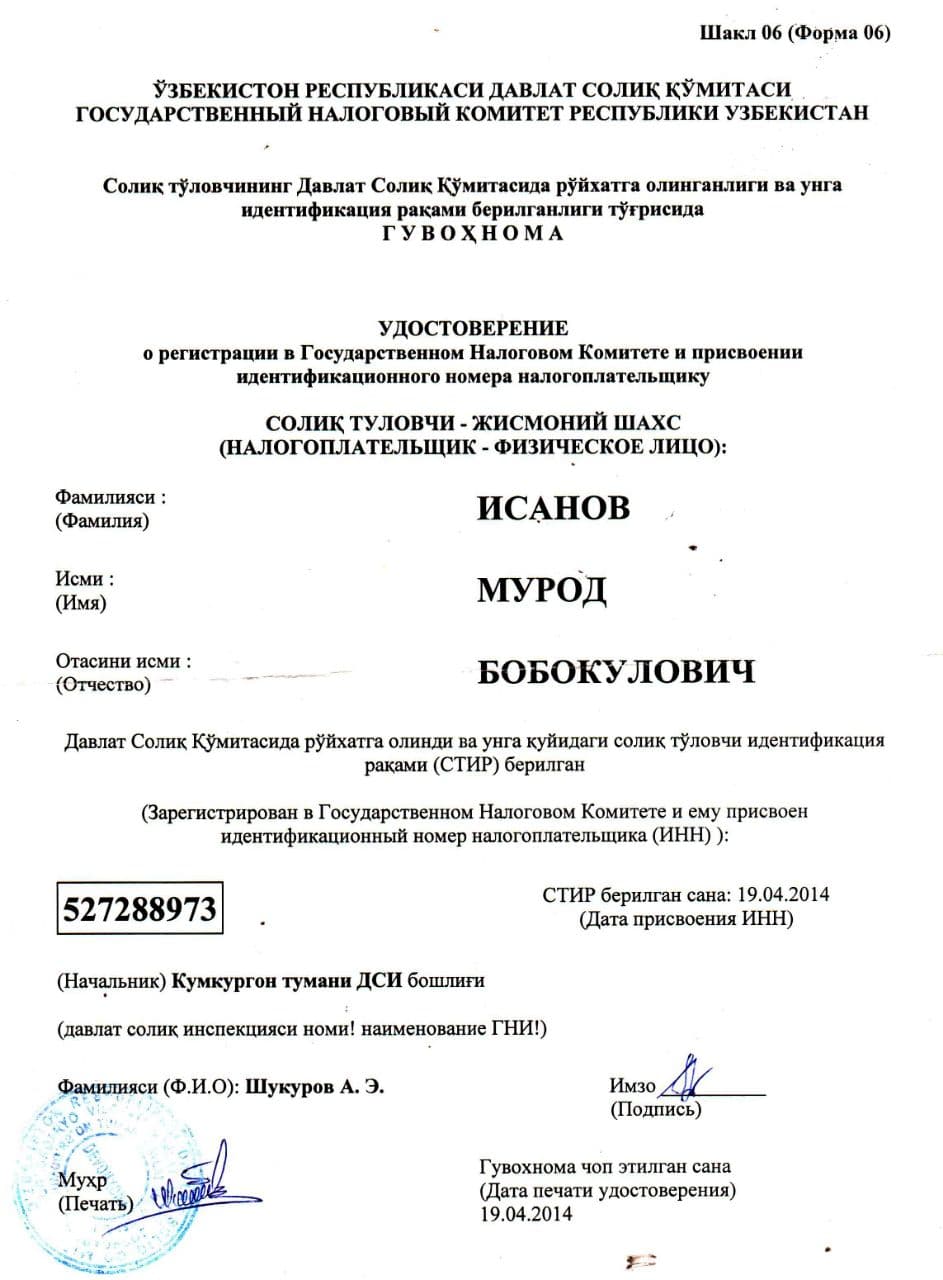 Шакл 06 (Форма 06)
ЎЗБЕКИСТОН РЕСПУБЛИКАСИ ДАВЛАТ СОЛИҚ ҚЎМИТАСИ
ГОСУДАРСТВЕННЫЙ НАЛОГОВЫЙ КОМИТЕТ РЕСПУБЛИКИ УЗБЕКИСТАН
Солиқ тўловчининг Давлат Солиқ Қўмитасида рўйхатга олинганлиги ва унга
идентификация рақами берилганлиги тўғрисида
Г У В О Ҳ Н О М А
УДОСТОВЕРЕНИЕ
о регистрации в Государственном Налоговом Комитете и присвоении
идентификационного номера налогоплательщику
СОЛИҚ ТУЛОВЧИ - ЖИСМОНИЙ ШАХС
(НАЛОГОПЛАТЕЛЬЩИК - ФИЗИЧЕСКОЕ ЛИЦО):
Фамилияси : ИСАНОВ
(Фамилия)
Исми : МУРОД
(Имя)
Отасини исми : БОБОКУЛОВИЧ
(Отчество)
Давлат Солиқ Қўмитасида рўйхатга олинди ва унга қуйидаги солиқ тўловчи идентификация
рақами (СТИР) берилган
(Зарегистрирован в Государственном Налоговом Комитете и ему присвоен
идентификационный номер налогоплательщика (ИНН) ):
527288973
СТИР берилган сана: 19.04.2014
(Дата присвоения ИНН)
(Начальник) Кумкургон тумани ДСИ бошлиғи
(давлат солиқ инспекцияси номи! наименование ГНИ!)
Фамилияси (Ф.И.О): Шукуров А. Э.
Имзо
(Подпись)
Мухр
(Печать)
Гувохнома чоп этилган сана
(Дата печати удостоверения)
19.04.2014